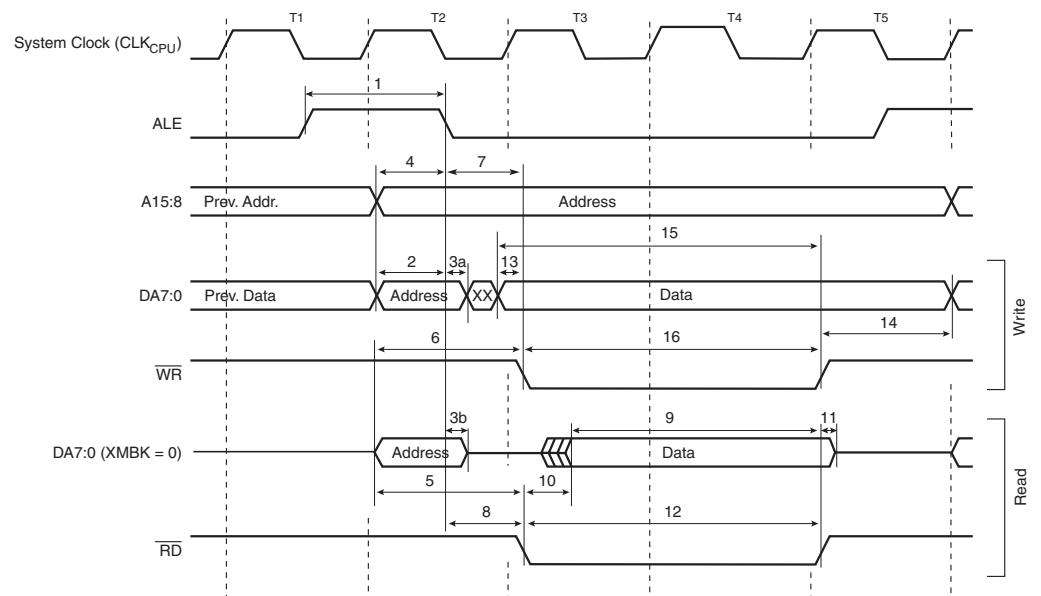 T1 T2 T3 T4 T5
System Clock (CLKCPU)
1
ALE
4 7
A15:8 Prev. Addr. Address
15
2 3a 13
DA7:0 Prev. Data Address XX Data
14
6 16
WR
Write
3b 9 11
DA7:0 (XMBK = 0) Address Data
5 10
8 12
RD
Read